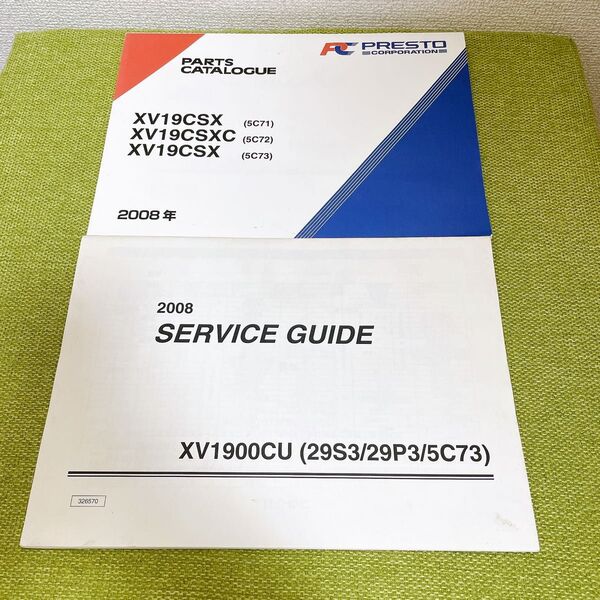 PARTS
CATALOGUE
PC PRESTO
CORPORATION
XV19CSX (5C71)
XV19CSXC (5C72)
XV19CSX (5C73)
2008年
2008
SERVICE GUIDE
XV1900CU (29S3/29P3/5C73)
326570